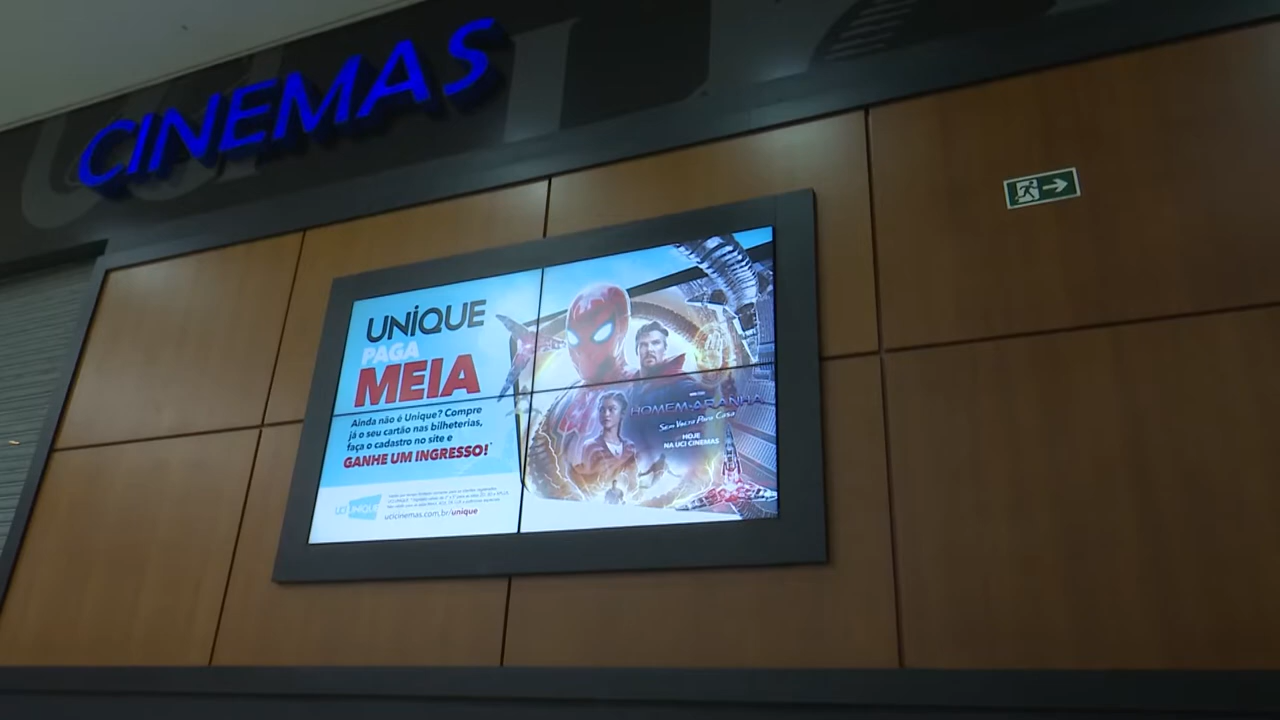 CINEMAS
UNIQUE
PAGA
MEIA
Ainda não é Unique? Compre
já o seu cartão nas bilheterias,
faça o cadastro no site e
GANHE UM INGRESSO!*
UCI UNIQUE
ucicinemas.com.br/unique
HOMEM-ARANHA
SEM VOLTA PARA CASA
HOJE
NA UCI CINEMAS